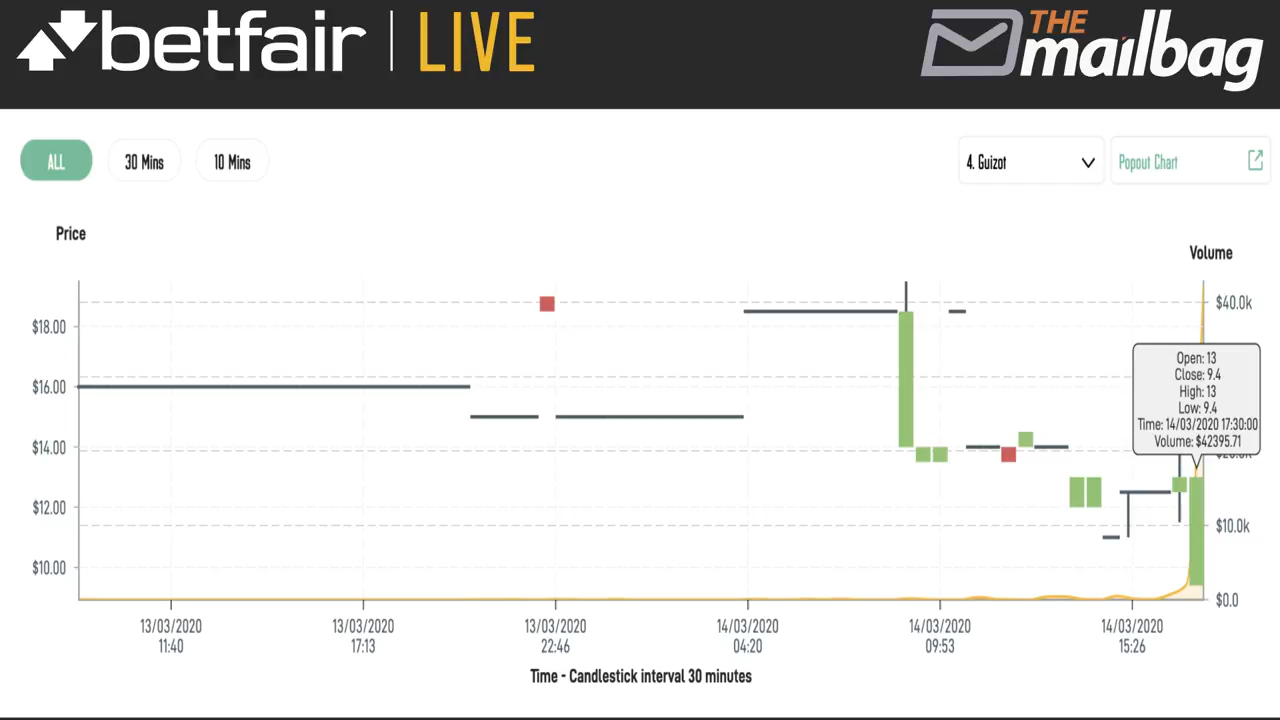 betfair | LIVE
THE
mailbag
ALL
30 Mins
10 Mins
4. Guizot
Popout Chart
Price
Volume
$18.00
$16.00
$14.00
$12.00
$10.00
$40.0k
$10.0k
$0.0
Open: 13
Close: 9.4
High: 13
Low: 9.4
Time: 14/03/2020 17:30:00
Volume: $42395.71
13/03/2020
11:40
13/03/2020
17:13
13/03/2020
22:46
14/03/2020
04:20
14/03/2020
09:53
14/03/2020
15:26
Time - Candlestick interval 30 minutes